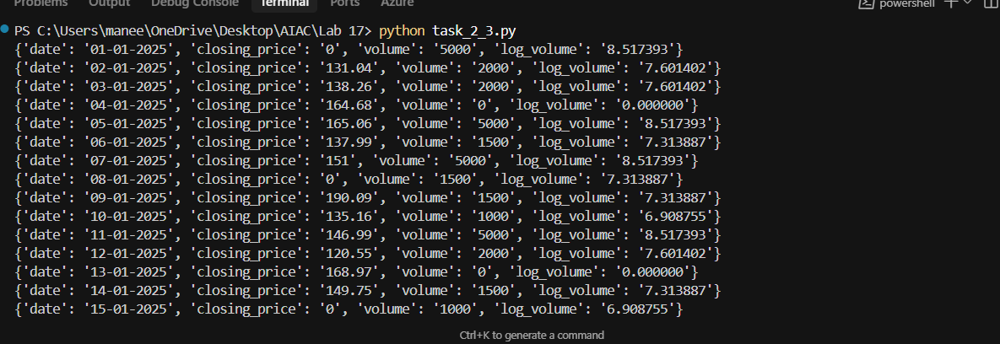 Problems Output Debug Console Terminal Ports Azure powershell
PS C:\Users\manee\OneDrive\Desktop\AIAC\Lab 17> python task_2_3.py
{'date': '01-01-2025', 'closing_price': '0', 'volume': '5000', 'log_volume': '8.517393'}
{'date': '02-01-2025', 'closing_price': '131.04', 'volume': '2000', 'log_volume': '7.601402'}
{'date': '03-01-2025', 'closing_price': '138.26', 'volume': '2000', 'log_volume': '7.601402'}
{'date': '04-01-2025', 'closing_price': '164.68', 'volume': '0', 'log_volume': '0.000000'}
{'date': '05-01-2025', 'closing_price': '165.06', 'volume': '5000', 'log_volume': '8.517393'}
{'date': '06-01-2025', 'closing_price': '137.99', 'volume': '1500', 'log_volume': '7.313887'}
{'date': '07-01-2025', 'closing_price': '151', 'volume': '5000', 'log_volume': '8.517393'}
{'date': '08-01-2025', 'closing_price': '0', 'volume': '1500', 'log_volume': '7.313887'}
{'date': '09-01-2025', 'closing_price': '190.09', 'volume': '1500', 'log_volume': '7.313887'}
{'date': '10-01-2025', 'closing_price': '135.16', 'volume': '1000', 'log_volume': '6.908755'}
{'date': '11-01-2025', 'closing_price': '146.99', 'volume': '5000', 'log_volume': '8.517393'}
{'date': '12-01-2025', 'closing_price': '120.55', 'volume': '2000', 'log_volume': '7.601402'}
{'date': '13-01-2025', 'closing_price': '168.97', 'volume': '0', 'log_volume': '0.000000'}
{'date': '14-01-2025', 'closing_price': '149.75', 'volume': '1500', 'log_volume': '7.313887'}
{'date': '15-01-2025', 'closing_price': '0', 'volume': '1000', 'log_volume': '6.908755'}
Ctrl+K to generate a command